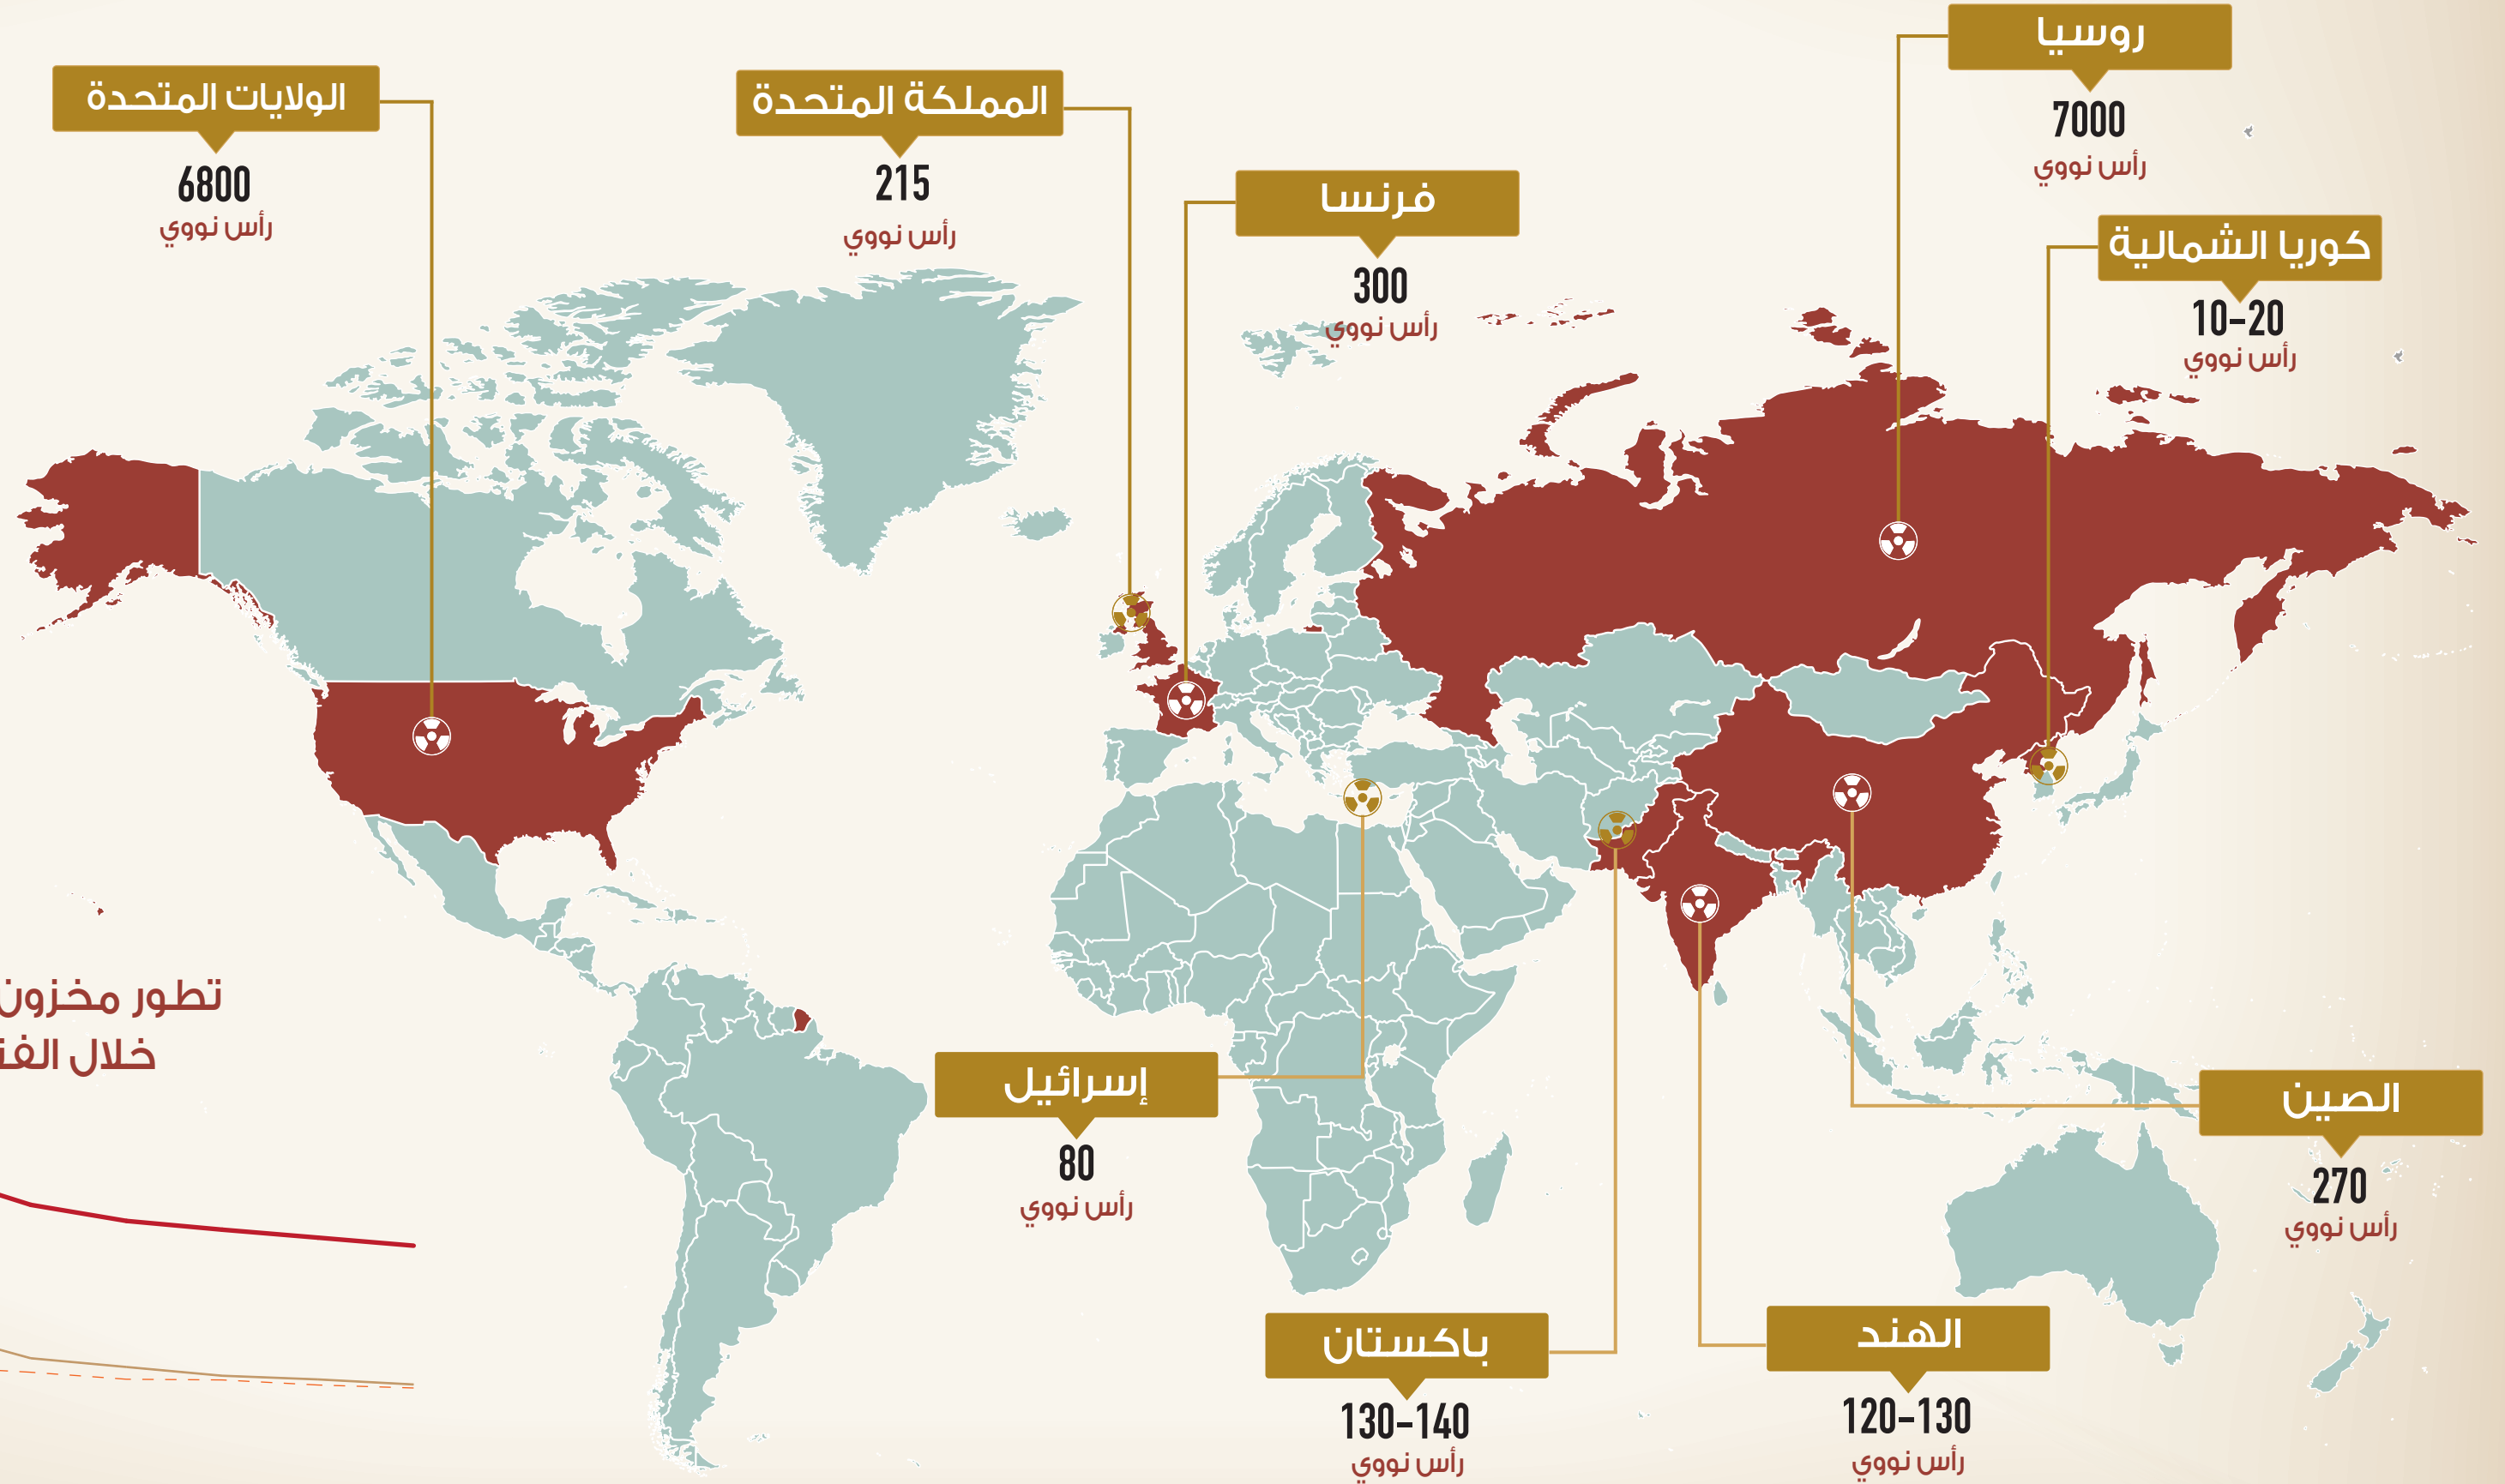 روسيا
7000
رأس نووي
الولايات المتحدة
6800
رأس نووي
المملكة المتحدة
215
رأس نووي
فرنسا
300
رأس نووي
كوريا الشمالية
10-20
رأس نووي
تطور مخزون
خلال
إسرائيل
80
رأس نووي
الصين
270
رأس نووي
باكستان
130-140
رأس نووي
الهند
120-130
رأس نووي